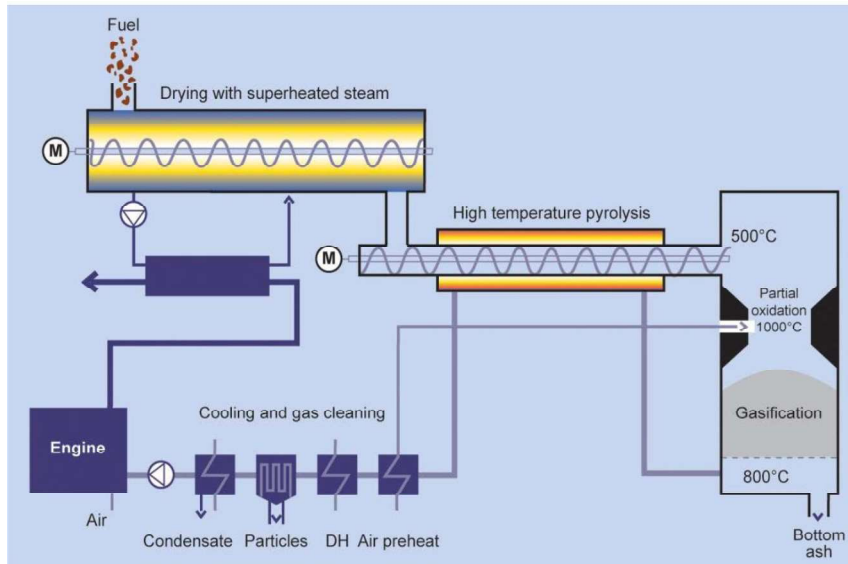 Fuel
Drying with superheated steam
M
High temperature pyrolysis
M
500°C
Partial
oxidation
1000°C
Cooling and gas cleaning
Gasification
Engine
800°C
Air
Condensate
Particles
DH
Air preheat
Bottom
ash